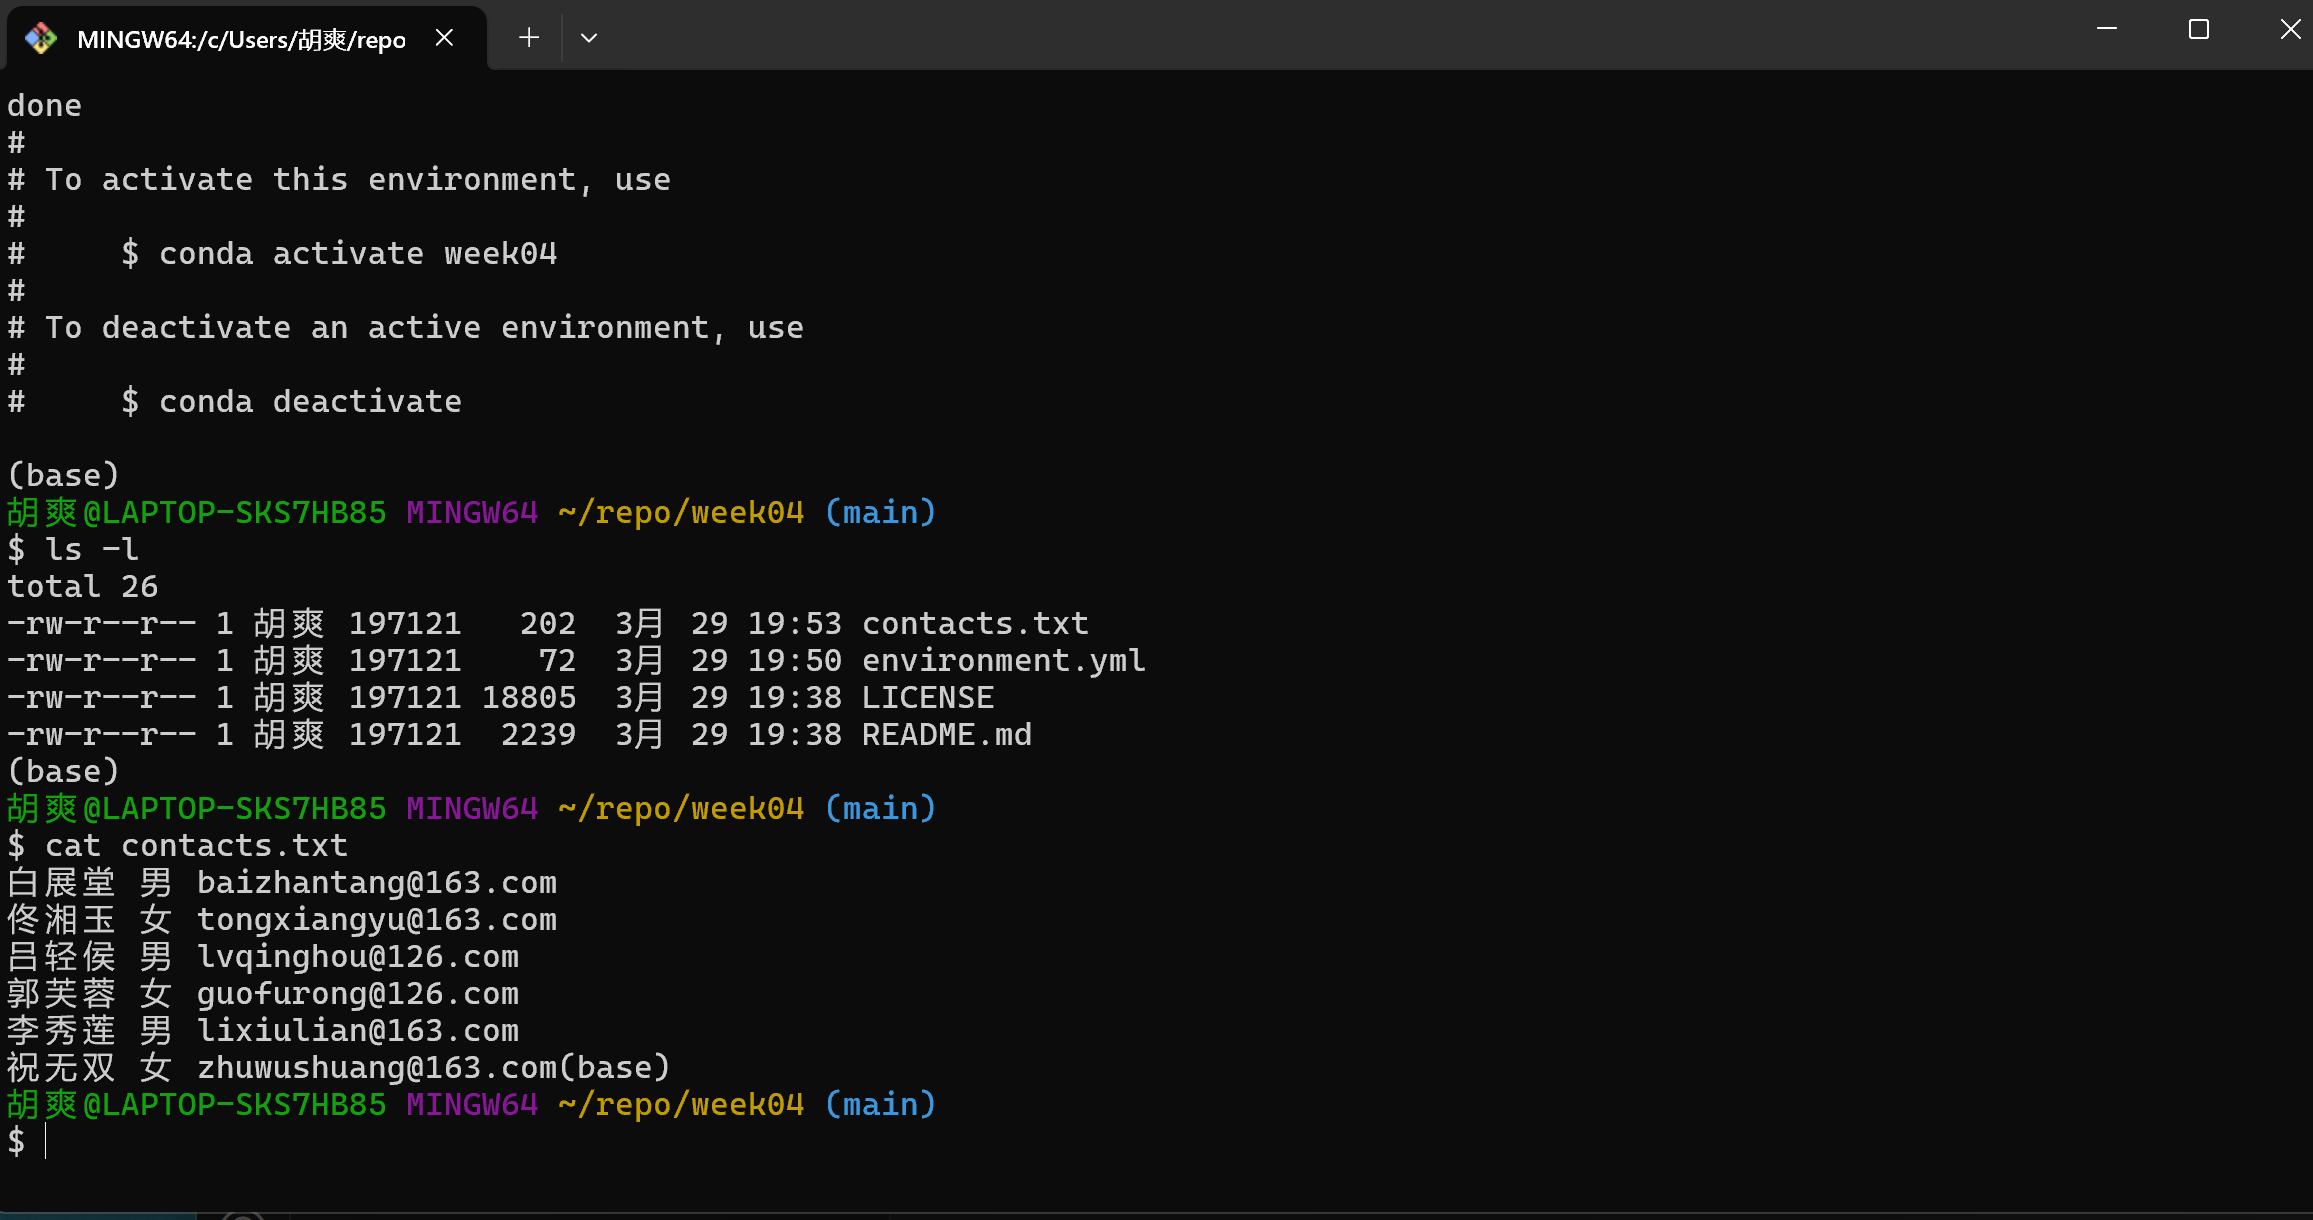 MINGW64:/c/Users/胡爽/repo
done
#
# To activate this environment, use
#
#     $ conda activate week04
#
# To deactivate an active environment, use
#
#     $ conda deactivate
(base)
胡爽@LAPTOP-SKS7HB85 MINGW64 ~/repo/week04 (main)
$ ls -l
total 26
-rw-r--r-- 1 胡爽 197121   202  3月 29 19:53 contacts.txt
-rw-r--r-- 1 胡爽 197121    72  3月 29 19:50 environment.yml
-rw-r--r-- 1 胡爽 197121 18805  3月 29 19:38 LICENSE
-rw-r--r-- 1 胡爽 197121  2239  3月 29 19:38 README.md
(base)
胡爽@LAPTOP-SKS7HB85 MINGW64 ~/repo/week04 (main)
$ cat contacts.txt
白展堂 男 baizhantang@163.com
佟湘玉 女 tongxiangyu@163.com
吕轻侯 男 lvqinghou@126.com
郭芙蓉 女 guofurong@126.com
李秀莲 男 lixiulian@163.com
祝无双 女 zhuwushuang@163.com(base)
胡爽@LAPTOP-SKS7HB85 MINGW64 ~/repo/week04 (main)
$